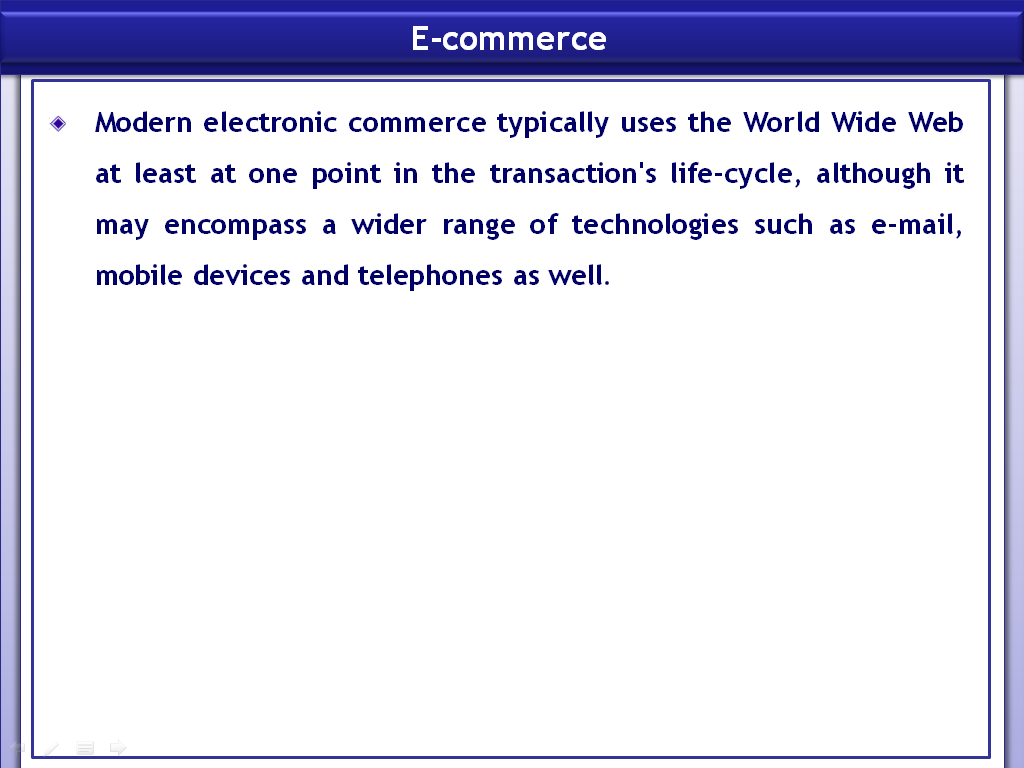 E-commerce
Modern electronic commerce typically uses the World Wide Web
at least at one point in the transaction's life-cycle, although it
may encompass a wider range of technologies such as e-mail,
mobile devices and telephones as well.